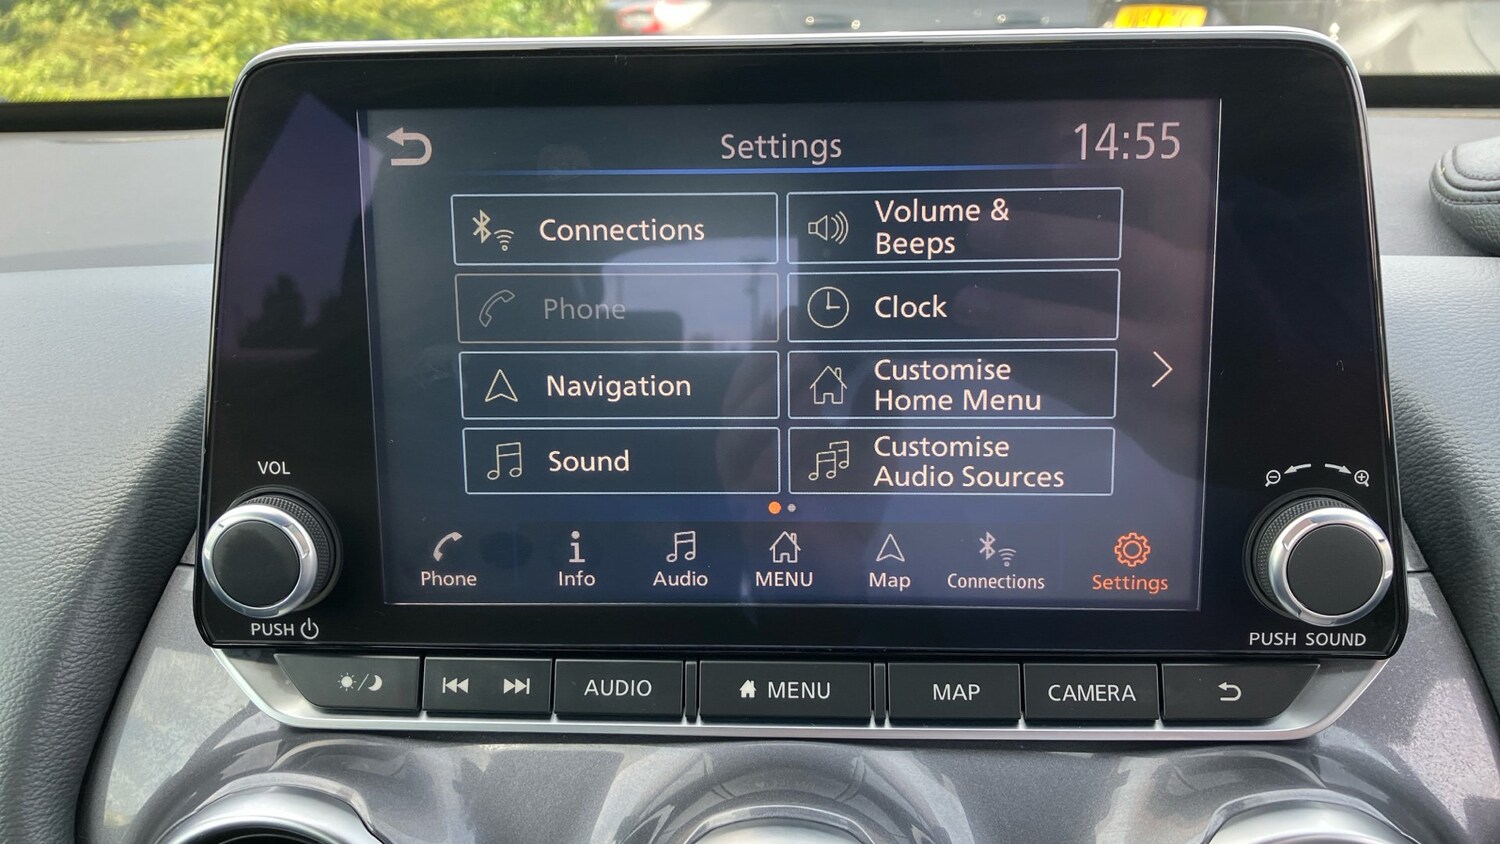 Settings
14:55
Connections
Volume &
Beeps
Phone
Clock
Navigation
Customise
Home Menu
Sound
Customise
Audio Sources
Phone
Info
Audio
MENU
Map
Connections
Settings
VOL
PUSH
PUSH SOUND
AUDIO
MENU
MAP
CAMERA